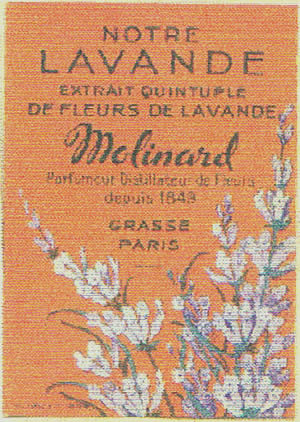 NOTRE
LAVANDE
EXTRAIT QUINTUPLE
DE FLEURS DE LAVANDE
Molinard
Parfumeur Distillateur de Fleurs
depuis 1849
GRASSE
PARIS